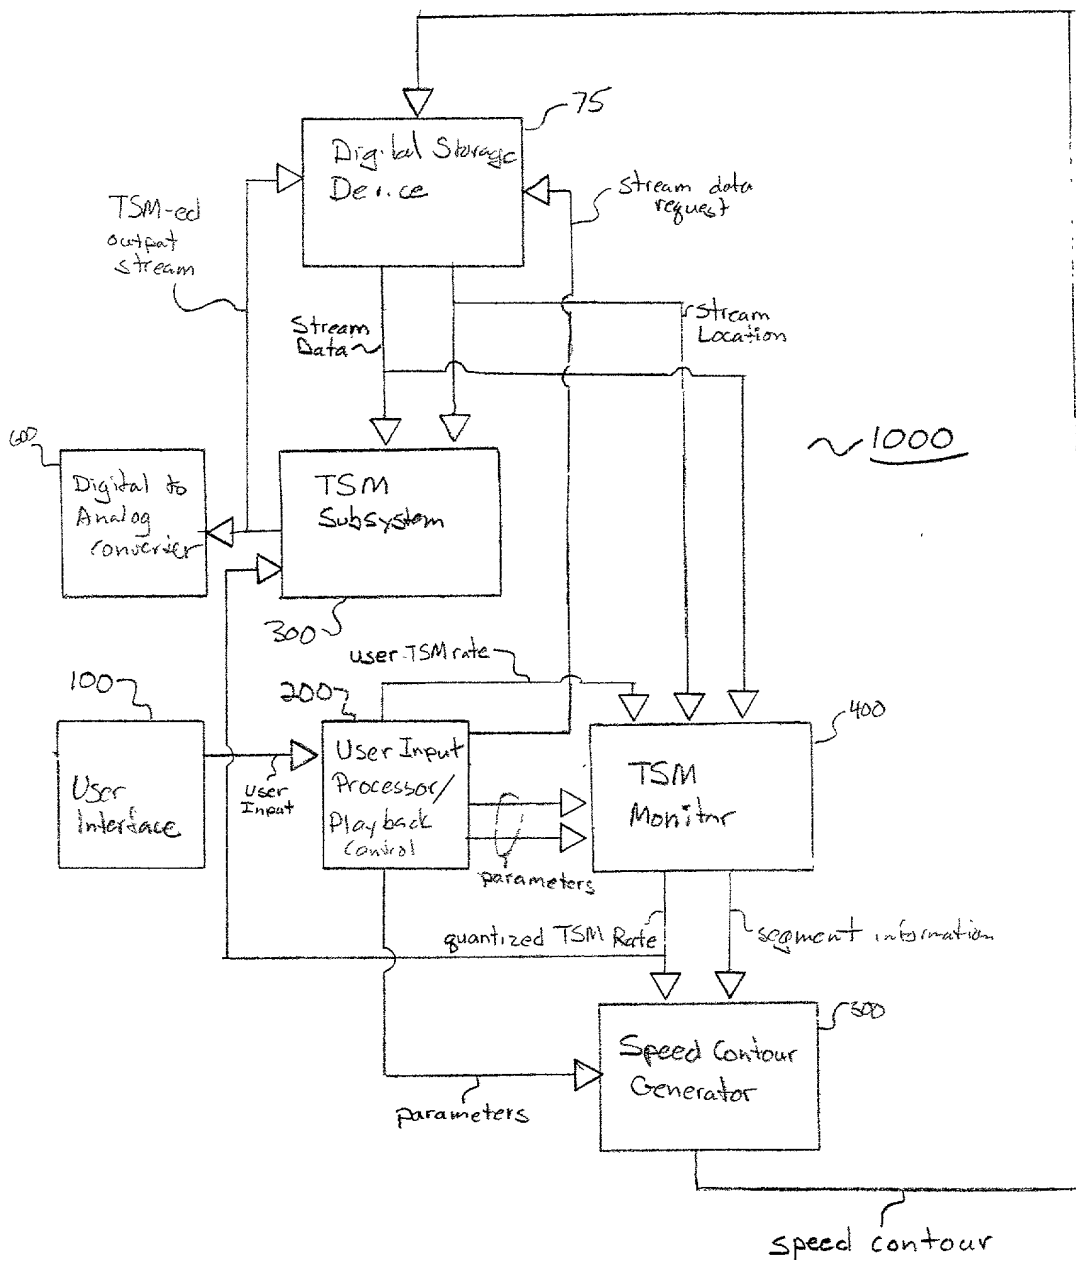 75
Digital Storage
Device
stream data
request
TSM-ed
output
stream
Stream
Data
Stream
Location
1000
600
Digital to
Analog
Converter
TSM
Subsystem
300
user TSM rate
100
200
400
User
Interface
User
Input
User Input
Processor/
Playback
Control
TSM
Monitor
parameters
quantized TSM Rate
segment information
500
Speed Contour
Generator
parameters
speed contour